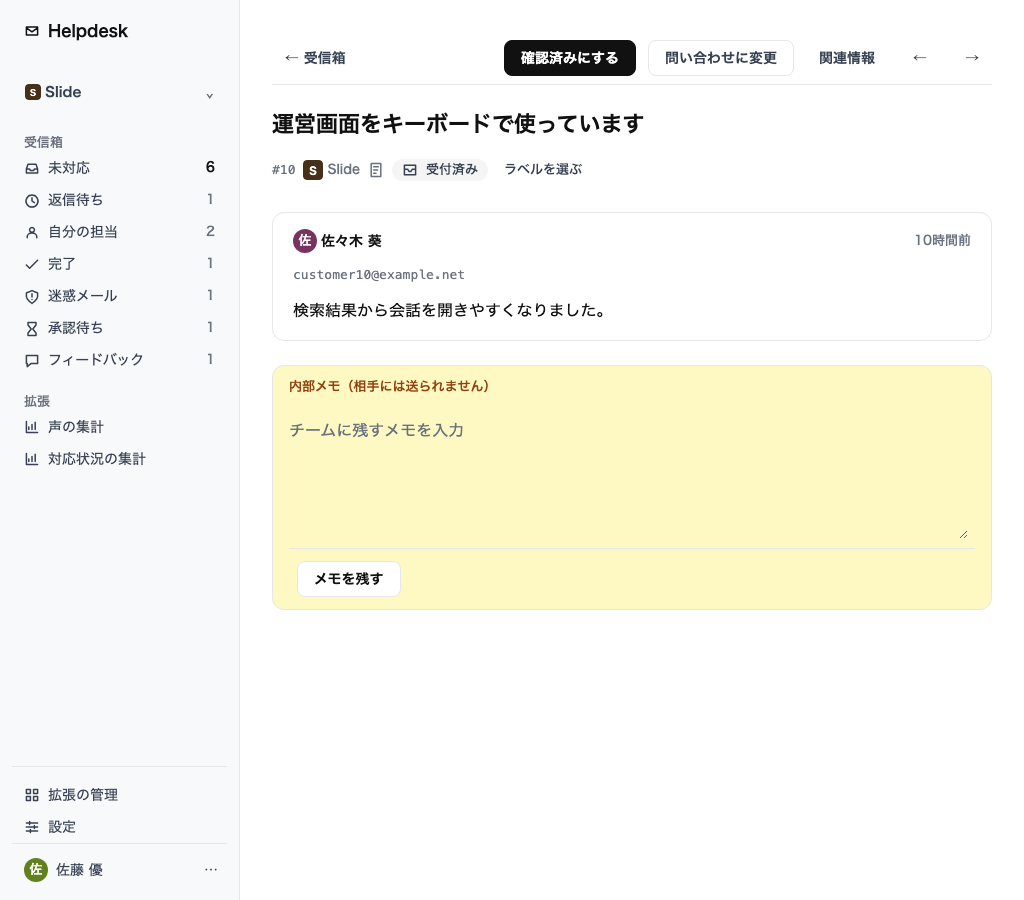 Helpdesk
S Slide
受信箱
未対応 6
返信待ち 1
自分の担当 2
完了 1
迷惑メール 1
承認待ち 1
フィードバック 1
拡張
声の集計
対応状況の集計
拡張の管理
設定
佐 佐藤 優 …
← 受信箱 確認済みにする 問い合わせに変更 関連情報 ← →
運営画面をキーボードで使っています
#10 S Slide 受付済み ラベルを選ぶ
佐 佐々木 葵 10時間前
customer10@example.net
検索結果から会話を開きやすくなりました。
内部メモ（相手には送られません）
チームに残すメモを入力
メモを残す